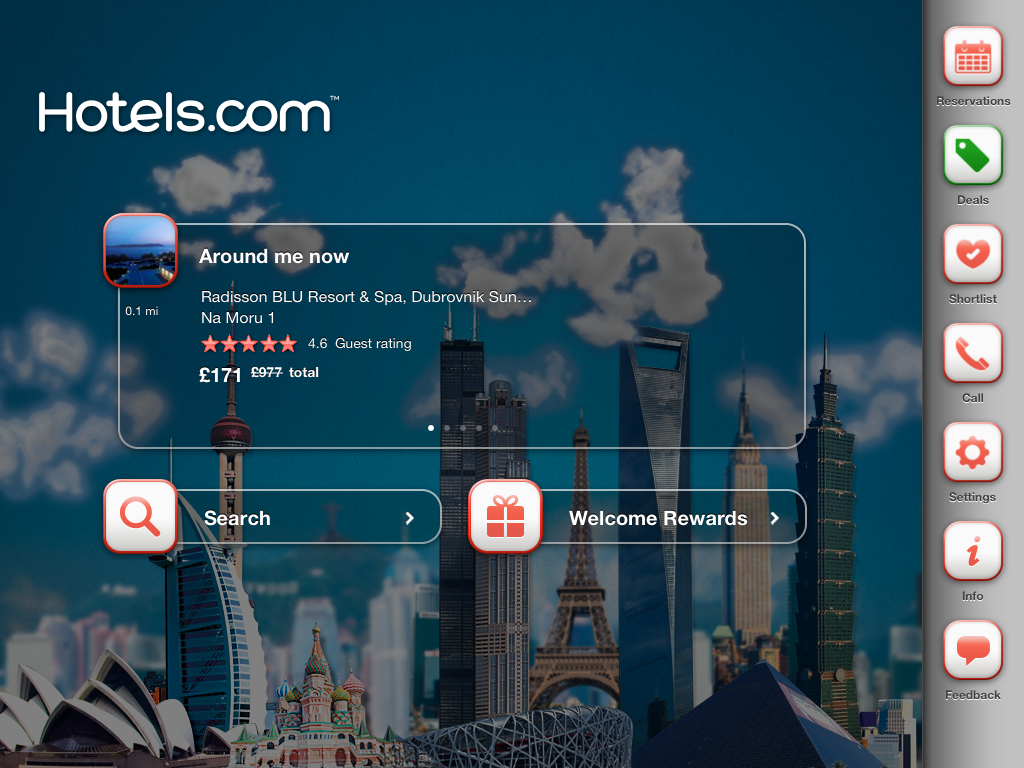 Hotels.com™
Around me now
0.1 mi
Radisson BLU Resort & Spa, Dubrovnik Sun…
Na Moru 1
4.6 Guest rating
£171 £977 total
Search
Welcome Rewards
Reservations
Deals
Shortlist
Call
Settings
Info
Feedback